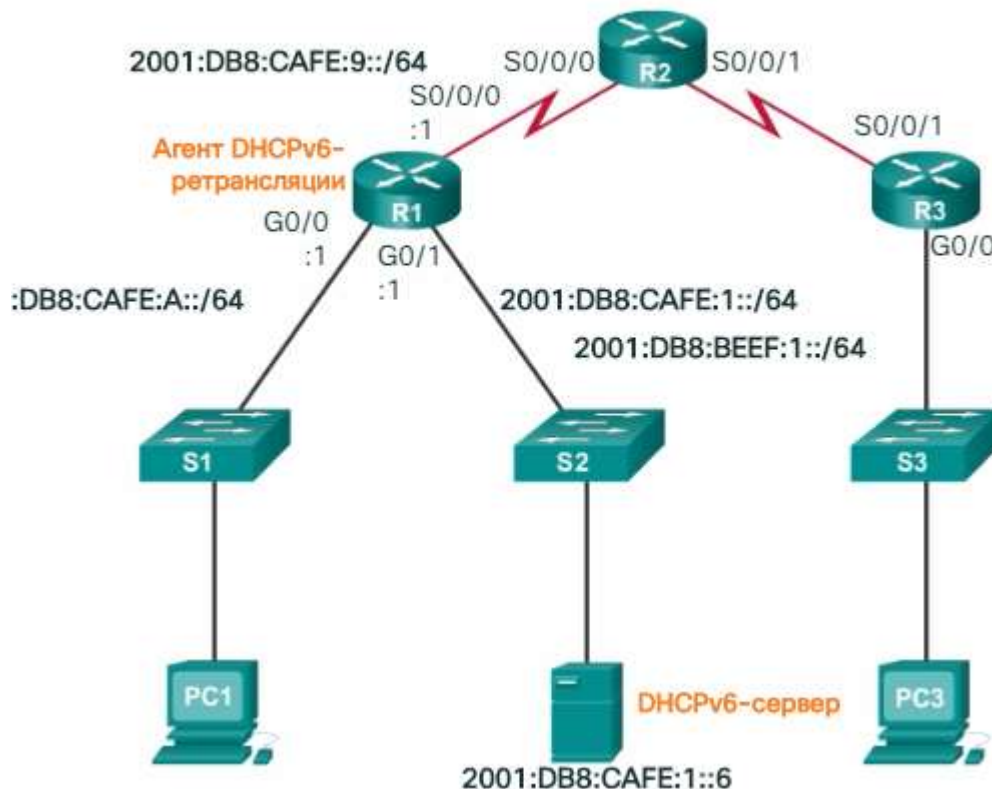 2001:DB8:CAFE:9::/64
S0/0/0
R2
S0/0/1
S0/0/0
:1
S0/0/1
Агент DHCPv6-
ретрансляции
R1
R3
G0/0
:1
G0/1
:1
G0/0
:DB8:CAFE:A::/64
2001:DB8:CAFE:1::/64
2001:DB8:BEEF:1::/64
S1
S2
S3
PC1
DHCPv6-сервер
PC3
2001:DB8:CAFE:1::6